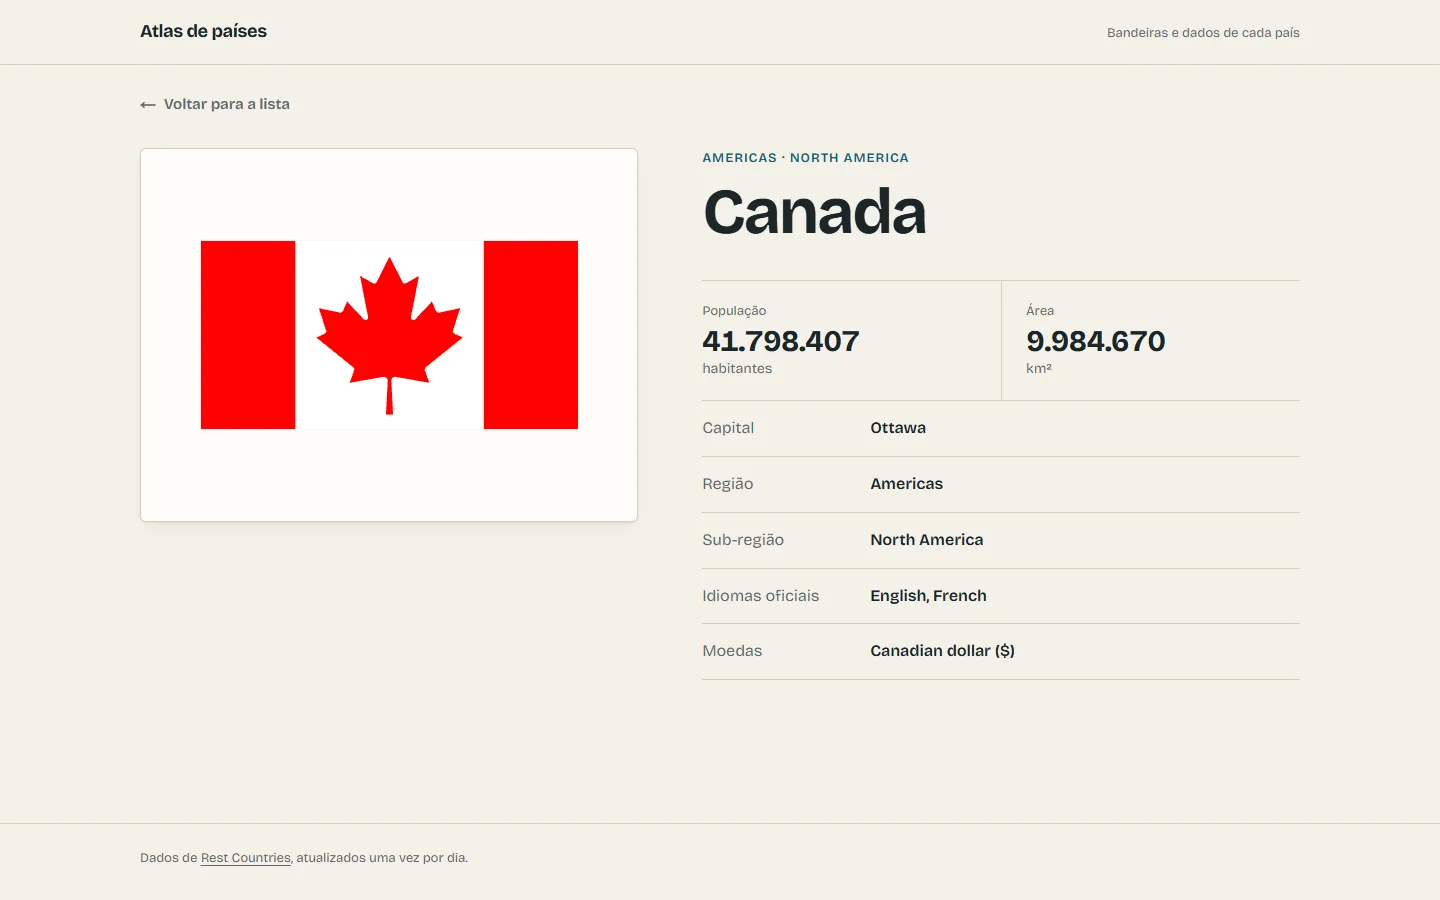 Atlas de países
Bandeiras e dados de cada país
← Voltar para a lista
AMERICAS · NORTH AMERICA
Canada
População
41.798.407
habitantes
Área
9.984.670
km²
Capital Ottawa
Região Americas
Sub-região North America
Idiomas oficiais English, French
Moedas Canadian dollar ($)
Dados de Rest Countries, atualizados uma vez por dia.